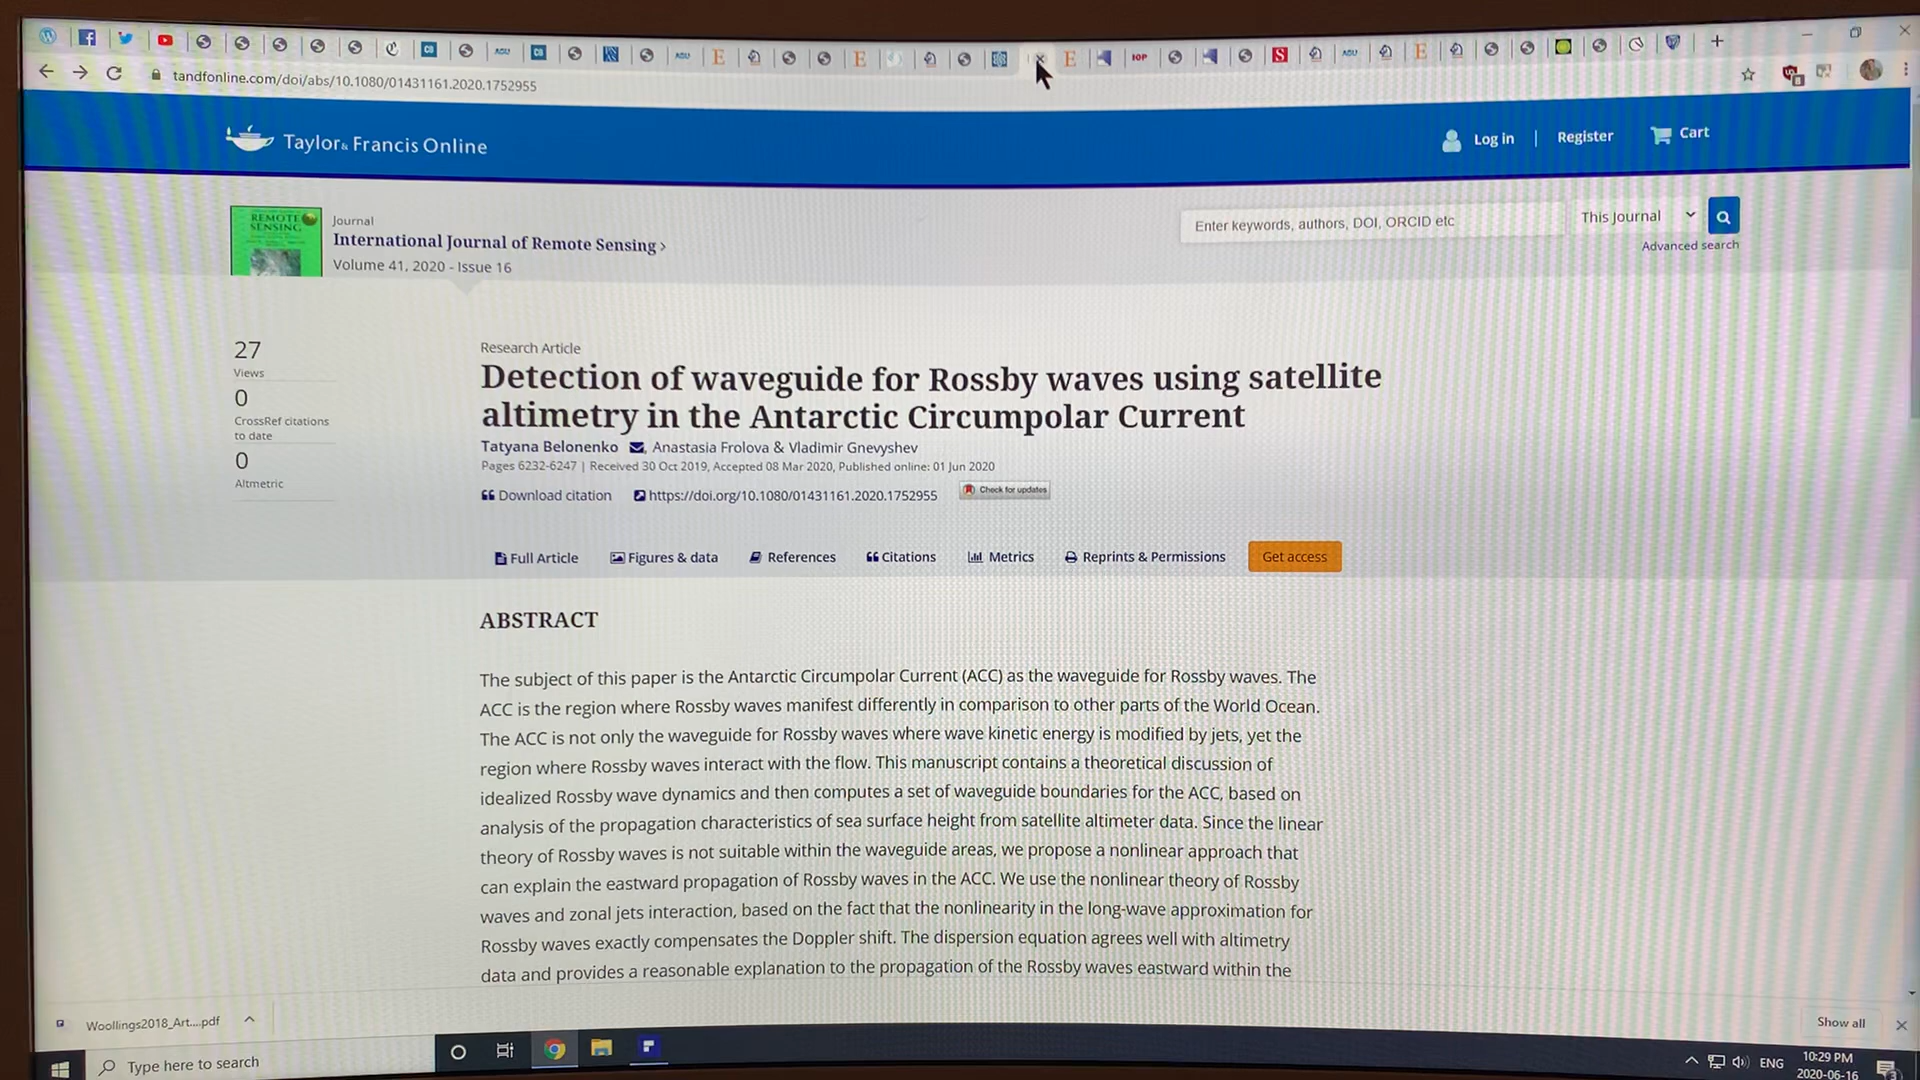 tandfonline.com/doi/abs/10.1080/01431161.2020.1752955
Taylor & Francis Online
Log in | Register Cart
REMOTE
SENSING
Journal
International Journal of Remote Sensing >
Volume 41, 2020 - Issue 16
Enter keywords, authors, DOI, ORCID etc
This Journal
Advanced search
27
Views
0
CrossRef citations
to date
0
Altmetric
Research Article
Detection of waveguide for Rossby waves using satellite
altimetry in the Antarctic Circumpolar Current
Tatyana Belonenko , Anastasia Frolova & Vladimir Gnevyshev
Pages 6232-6247 | Received 30 Oct 2019, Accepted 08 Mar 2020, Published online: 01 Jun 2020
Download citation https://doi.org/10.1080/01431161.2020.1752955 Check for updates
Full Article Figures & data References Citations Metrics Reprints & Permissions Get access
ABSTRACT
The subject of this paper is the Antarctic Circumpolar Current (ACC) as the waveguide for Rossby waves. The
ACC is the region where Rossby waves manifest differently in comparison to other parts of the World Ocean.
The ACC is not only the waveguide for Rossby waves where wave kinetic energy is modified by jets, yet the
region where Rossby waves interact with the flow. This manuscript contains a theoretical discussion of
idealized Rossby wave dynamics and then computes a set of waveguide boundaries for the ACC, based on
analysis of the propagation characteristics of sea surface height from satellite altimeter data. Since the linear
theory of Rossby waves is not suitable within the waveguide areas, we propose a nonlinear approach that
can explain the eastward propagation of Rossby waves in the ACC. We use the nonlinear theory of Rossby
waves and zonal jets interaction, based on the fact that the nonlinearity in the long-wave approximation for
Rossby waves exactly compensates the Doppler shift. The dispersion equation agrees well with altimetry
data and provides a reasonable explanation to the propagation of the Rossby waves eastward within the
Woollings2018_Art....pdf
Show all
Type here to search
ENG
10:29 PM
2020-06-16